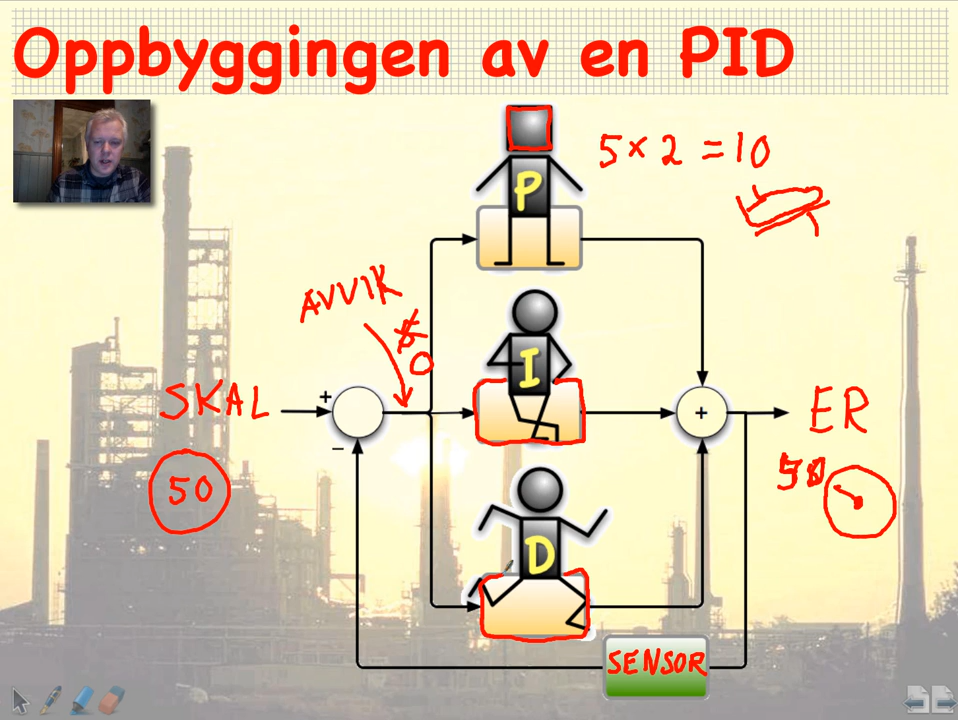 Oppbyggingen av en PID
5 × 2 = 10
P
AVVIK
0
I
SKAL
+
−
+
ER
50
50
D
SENSOR